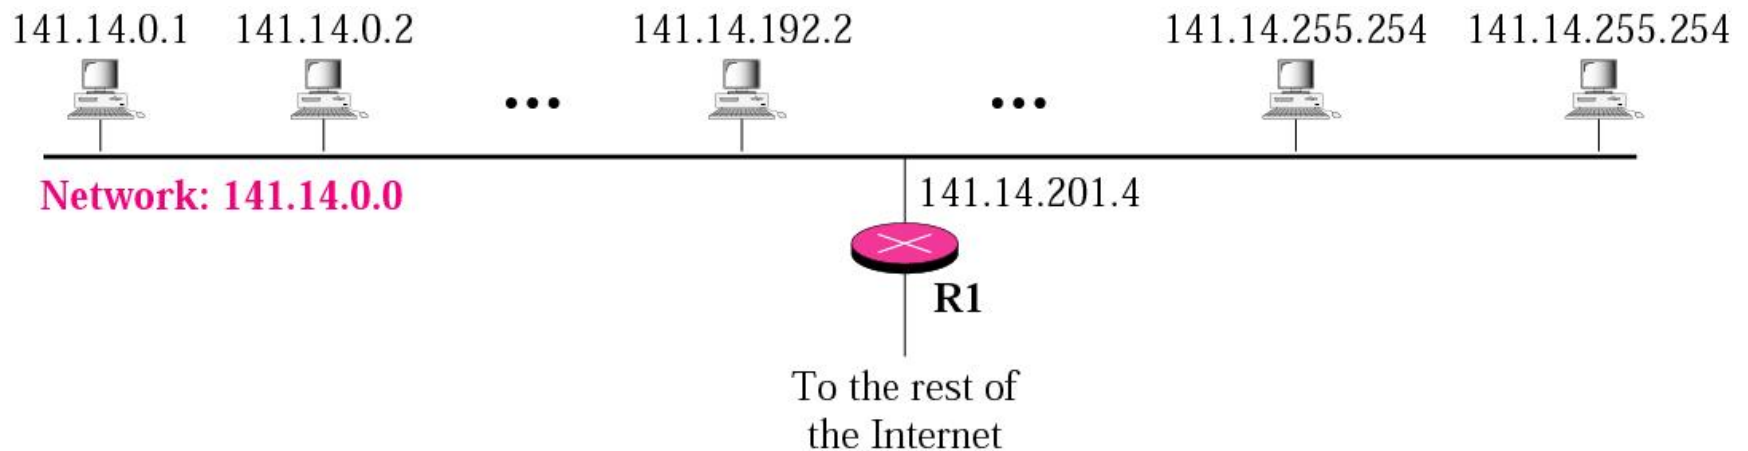 141.14.0.1 141.14.0.2 141.14.192.2 141.14.255.254 141.14.255.254
Network: 141.14.0.0
141.14.201.4
R1
To the rest of
the Internet